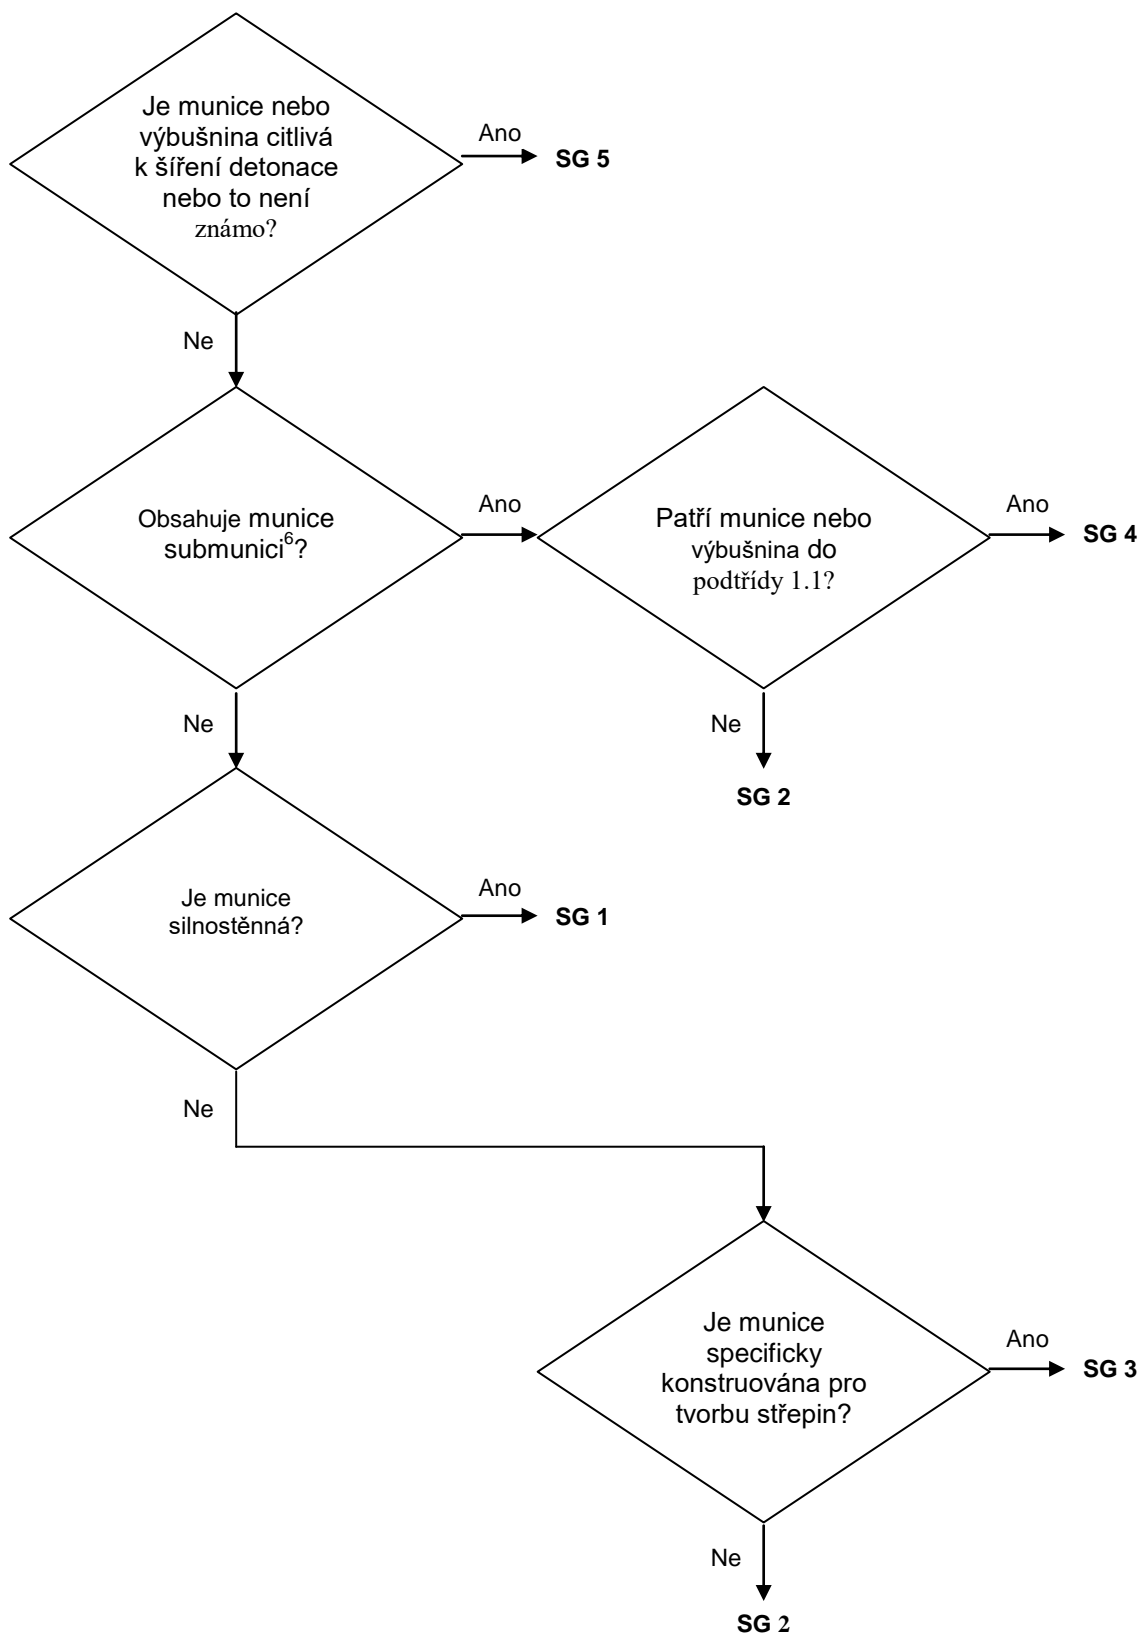 Je munice nebo
výbušnina citlivá
k šíření detonace
nebo to není
známo?
Ano
SG 5
Ne
Obsahuje munice
submunici⁶?
Ano
Patří munice nebo
výbušnina do
podtřídy 1.1?
Ano
SG 4
Ne
SG 2
Ne
Je munice
silnostěnná?
Ano
SG 1
Ne
Je munice
specificky
konstruována pro
tvorbu střepin?
Ano
SG 3
Ne
SG 2